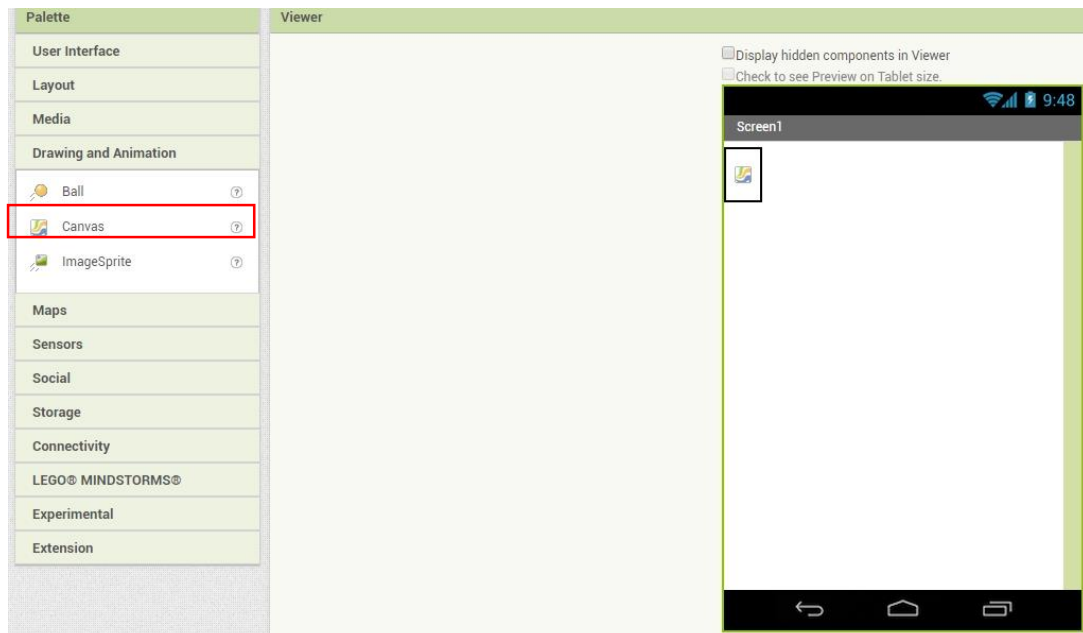 Palette
Viewer
User Interface
Layout
Media
Drawing and Animation
Ball
Canvas
ImageSprite
Maps
Sensors
Social
Storage
Connectivity
LEGO® MINDSTORMS®
Experimental
Extension
Display hidden components in Viewer
Check to see Preview on Tablet size.
9:48
Screen1